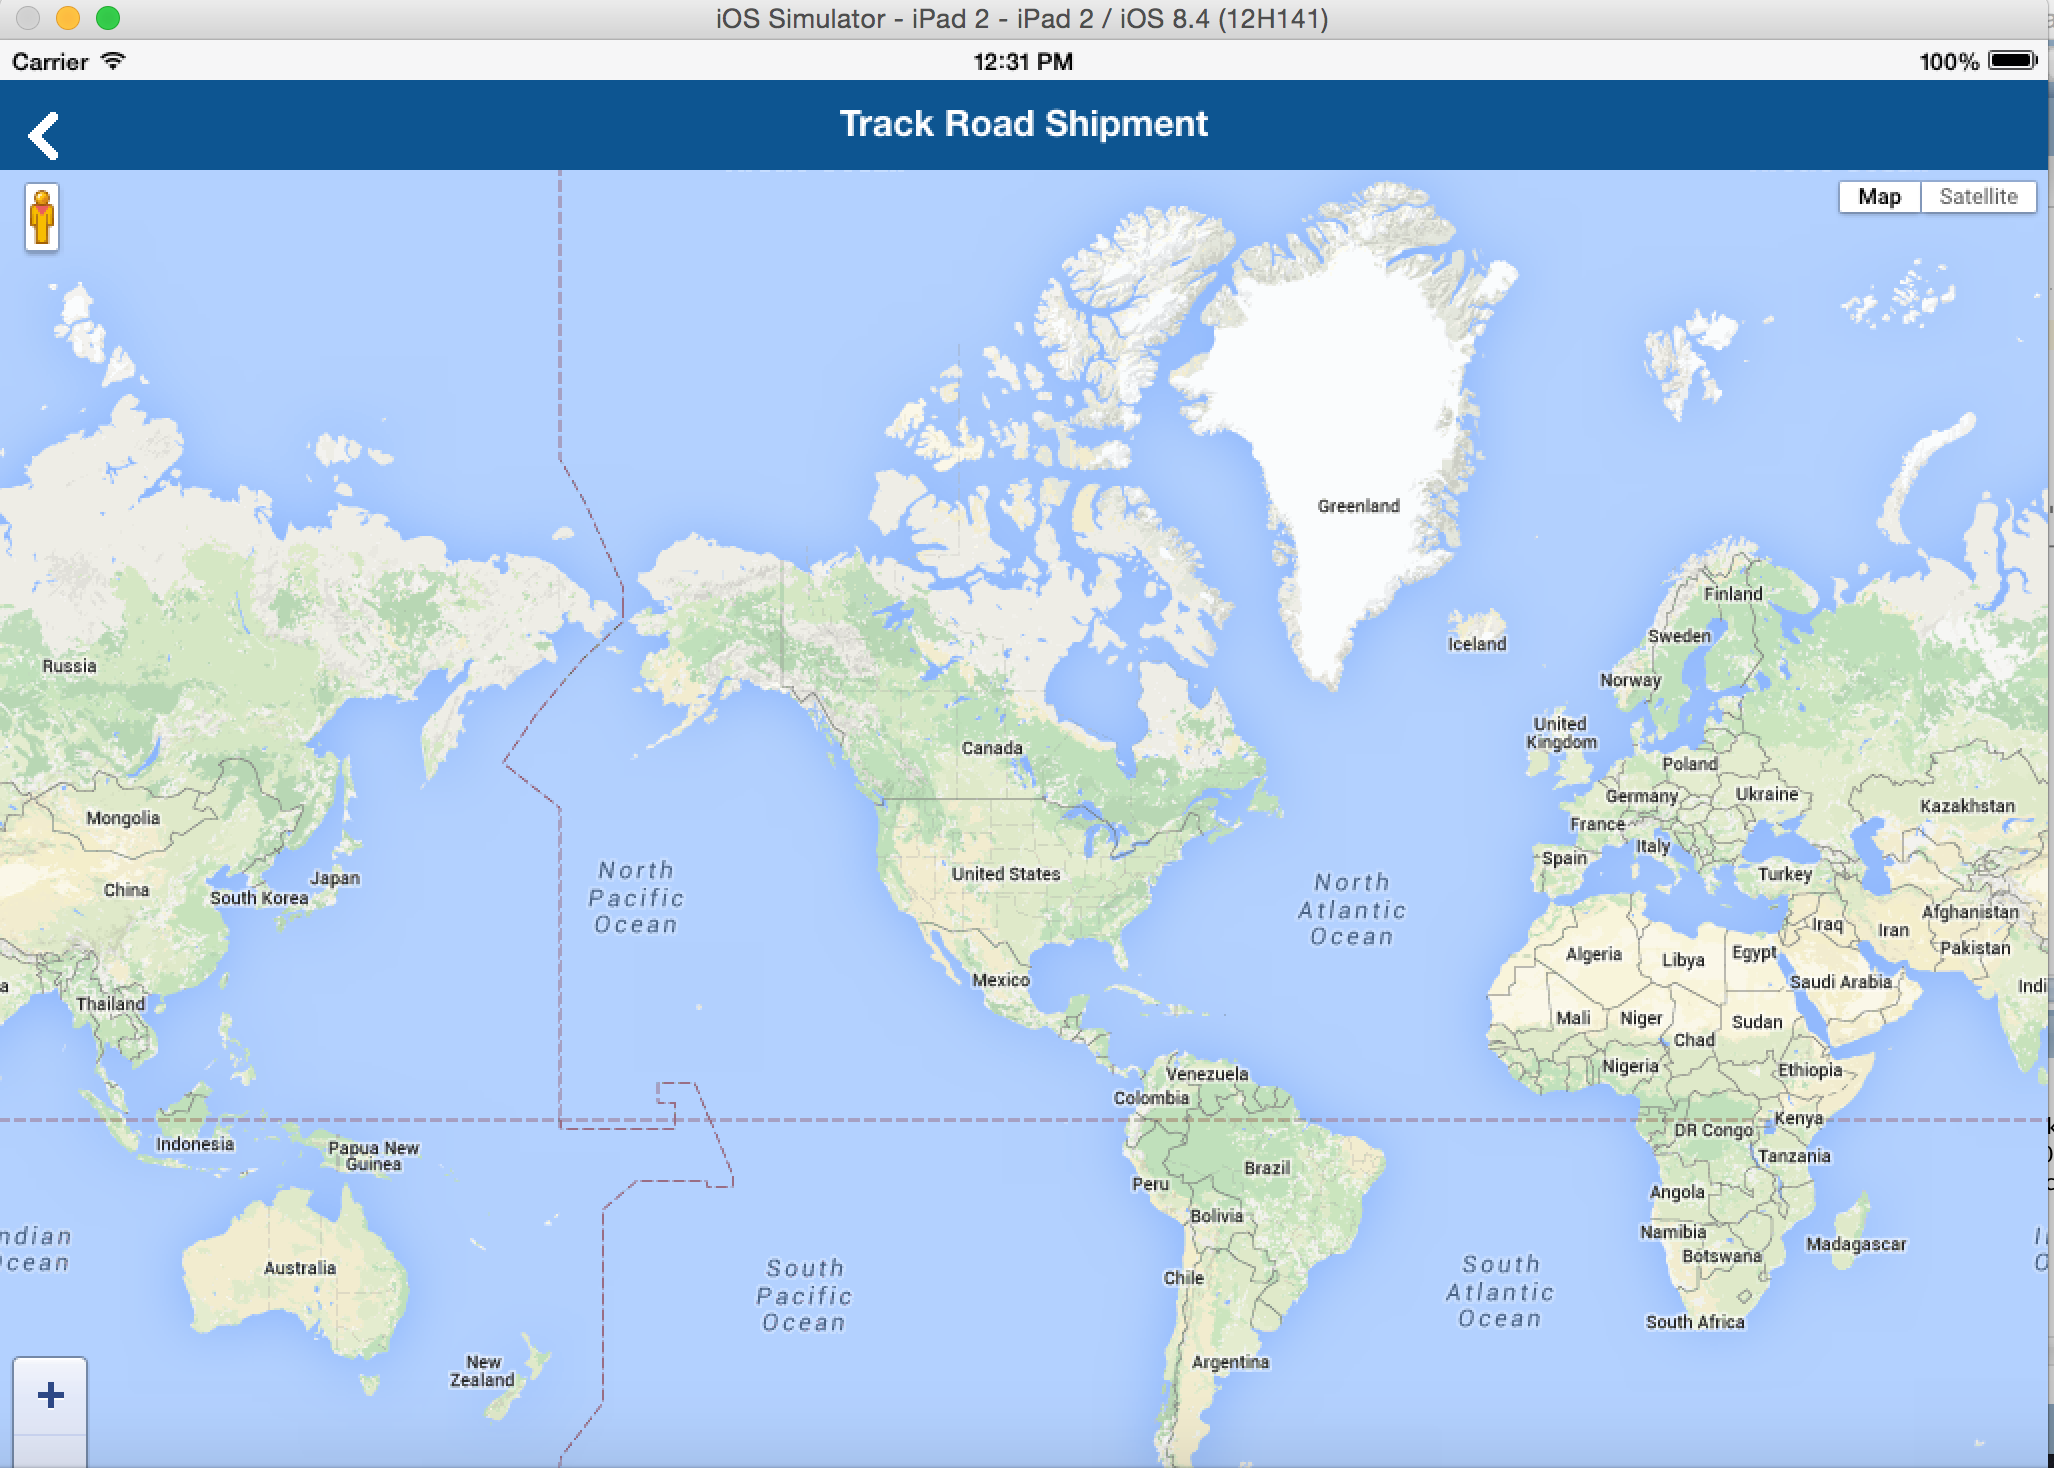 iOS Simulator - iPad 2 - iPad 2 / iOS 8.4 (12H141)
Carrier
12:31 PM
100%
Track Road Shipment
Map
Satellite
Greenland
Finland
Sweden
Iceland
Russia
Norway
United
Kingdom
Canada
Poland
Germany
Ukraine
Kazakhstan
Mongolia
France
Italy
Spain
Turkey
United States
Japan
China
South Korea
North
Pacific
Ocean
North
Atlantic
Ocean
Afghanistan
Iraq
Iran
Pakistan
Algeria
Libya
Egypt
Saudi Arabia
Indi
Mexico
a
Thailand
Mali
Niger
Sudan
Chad
Nigeria
Ethiopia
Venezuela
Colombia
Kenya
DR Congo
Indonesia
Papua New
Guinea
Tanzania
Brazil
Peru
Angola
Bolivia
Namibia
Madagascar
Botswana
ndian
cean
Australia
Chile
South
Pacific
Ocean
South
Atlantic
Ocean
South Africa
New
Zealand
Argentina
+